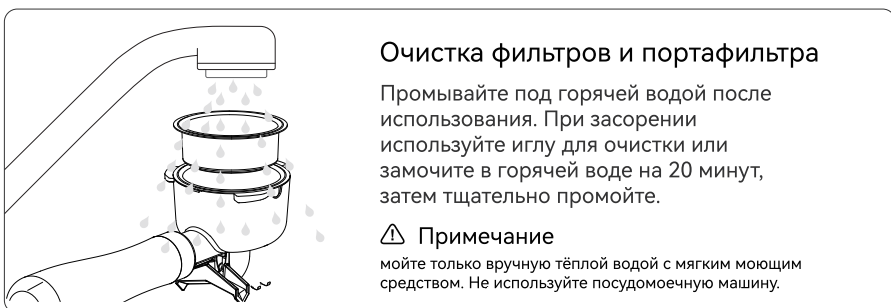 Очистка фильтров и портафильтра
Промывайте под горячей водой после
использования. При засорении
используйте иглу для очистки или
замочите в горячей воде на 20 минут,
затем тщательно промойте.
Примечание
мойте только вручную тёплой водой с мягким моющим
средством. Не используйте посудомоечную машину.